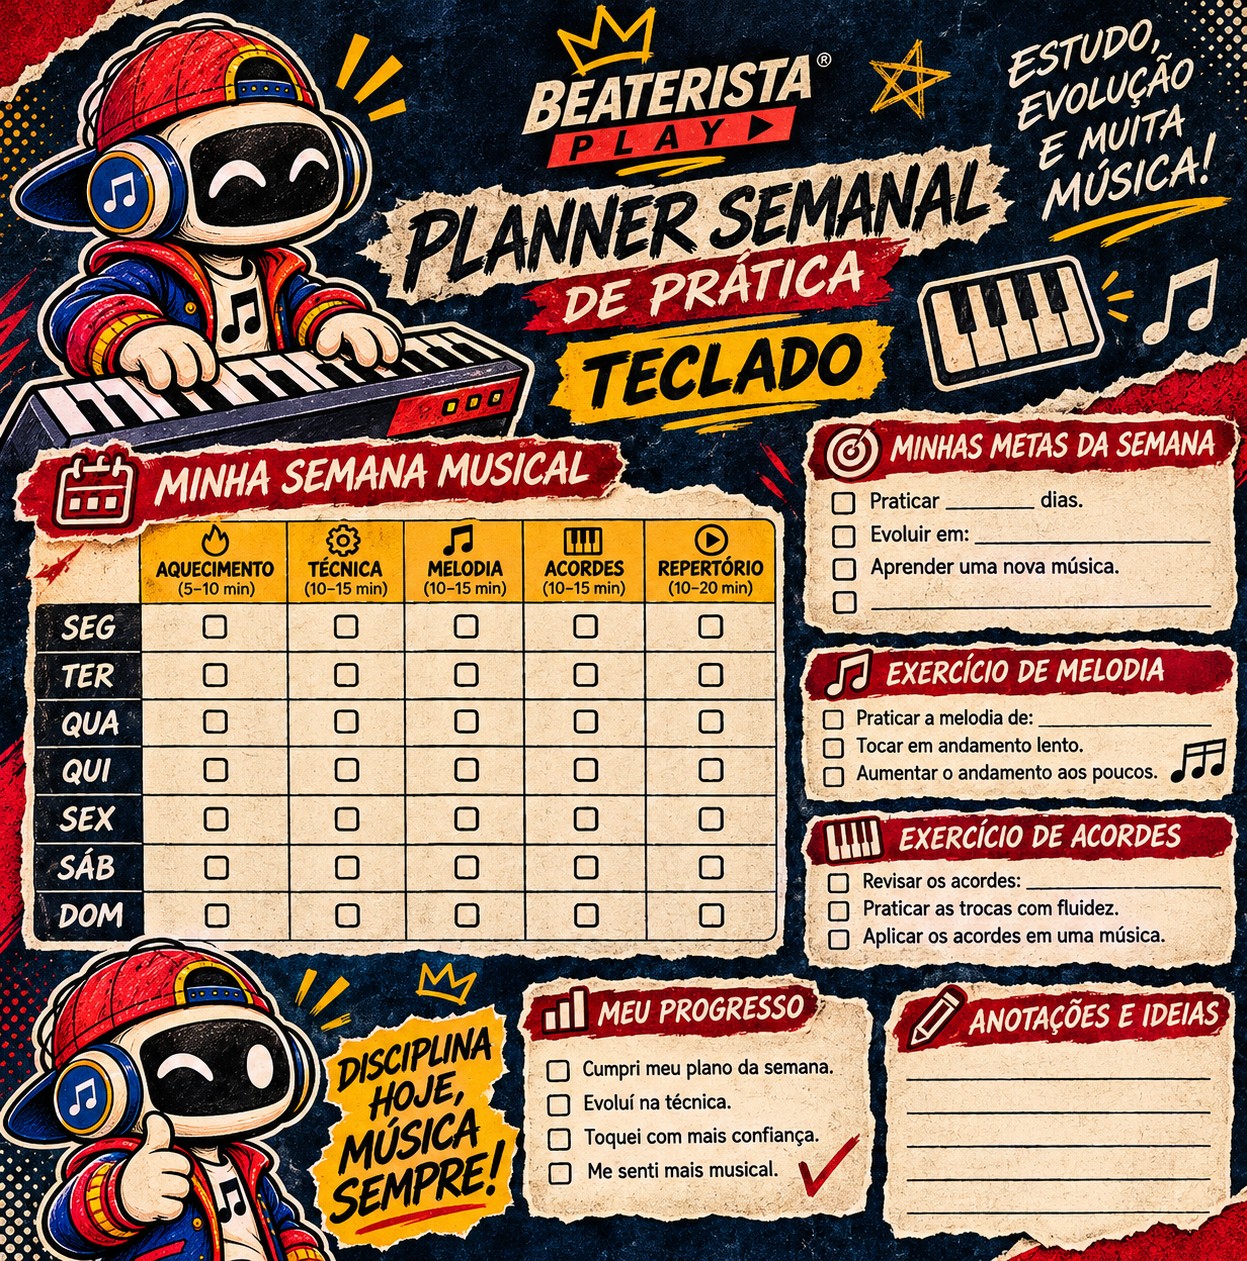 BEATERISTA®
PLAY
ESTUDO,
EVOLUÇÃO
E MUITA
MÚSICA!
PLANNER SEMANAL
DE PRÁTICA
TECLADO
MINHA SEMANA MUSICAL
AQUECIMENTO TÉCNICA MELODIA ACORDES REPERTÓRIO
(5–10 min) (10–15 min) (10–15 min) (10–15 min) (10–20 min)
SEG
TER
QUA
QUI
SEX
SÁB
DOM
MINHAS METAS DA SEMANA
Praticar ________ dias.
Evoluir em: ____________________
Aprender uma nova música.
EXERCÍCIO DE MELODIA
Praticar a melodia de: ________________
Tocar em andamento lento.
Aumentar o andamento aos poucos.
EXERCÍCIO DE ACORDES
Revisar os acordes: __________________
Praticar as trocas com fluidez.
Aplicar os acordes em uma música.
DISCIPLINA
HOJE,
MÚSICA
SEMPRE!
MEU PROGRESSO
Cumpri meu plano da semana.
Evoluí na técnica.
Toquei com mais confiança.
Me senti mais musical.
ANOTAÇÕES E IDEIAS